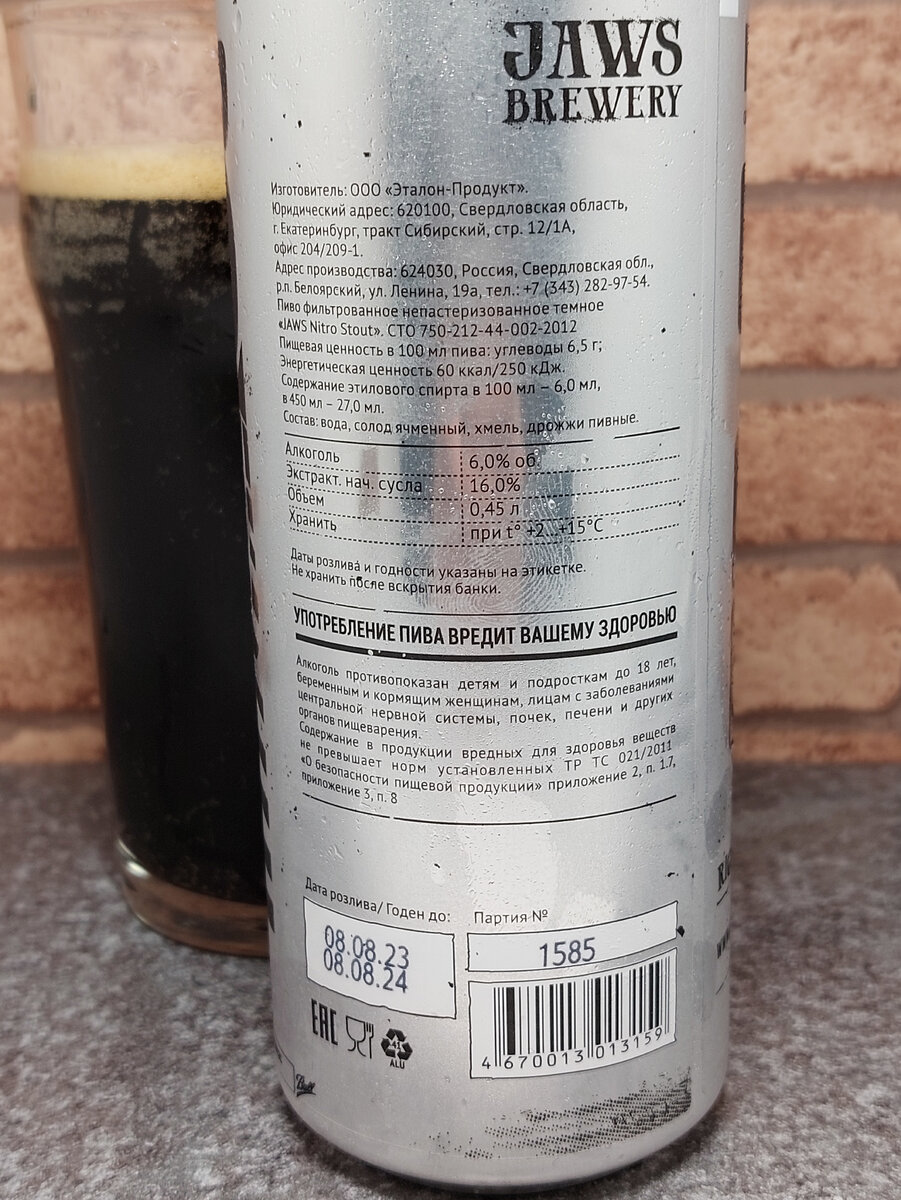 JAWS
BREWERY
Изготовитель: ООО «Эталон-Продукт».
Юридический адрес: 620100, Свердловская область,
г. Екатеринбург, тракт Сибирский, стр. 12/1А,
офис 204/209-1.
Адрес производства: 624030, Россия, Свердловская обл.,
р.п. Белоярский, ул. Ленина, 19а, тел.: +7 (343) 282-97-54.
Пиво фильтрованное непастеризованное темное
«JAWS Nitro Stout». СТО 750-212-44-002-2012
Пищевая ценность в 100 мл пива: углеводы 6,5 г;
Энергетическая ценность 60 ккал/250 кДж.
Содержание этилового спирта в 100 мл – 6,0 мл,
в 450 мл – 27,0 мл.
Состав: вода, солод ячменный, хмель, дрожжи пивные.
Алкоголь 6,0% об.
Экстракт. нач. сусла 16,0%
Объем 0,45 л
Хранить при t° +2...+15°C
Даты розлива и годности указаны на этикетке.
Не хранить после вскрытия банки.
УПОТРЕБЛЕНИЕ ПИВА ВРЕДИТ ВАШЕМУ ЗДОРОВЬЮ
Алкоголь противопоказан детям и подросткам до 18 лет,
беременным и кормящим женщинам, лицам с заболеваниями
центральной нервной системы, почек, печени и других
органов пищеварения.
Содержание в продукции вредных для здоровья веществ
не превышает норм установленных ТР ТС 021/2011
«О безопасности пищевой продукции» приложение 2, п. 1.7,
приложение 3, п. 8
Дата розлива/ Годен до: Партия №
08.08.23
08.08.24
1585
EAC
41
ALU
4 670013 013159
Ball